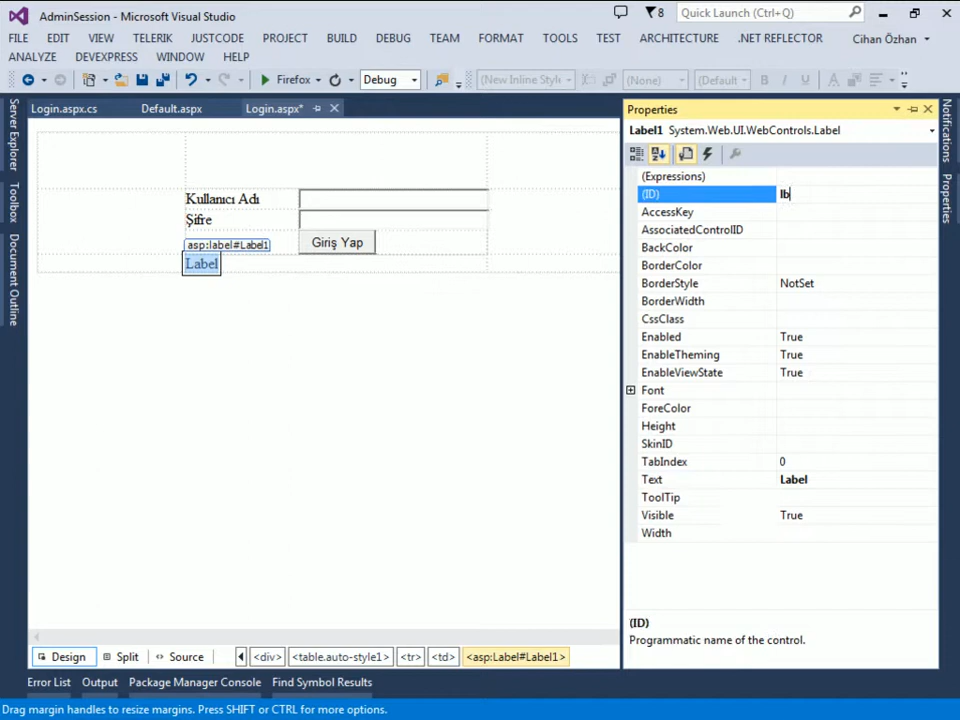 AdminSession - Microsoft Visual Studio
8
Quick Launch (Ctrl+Q)
FILE EDIT VIEW TELERIK JUSTCODE PROJECT BUILD DEBUG TEAM FORMAT TOOLS TEST ARCHITECTURE .NET REFLECTOR Cihan Özhan
ANALYZE DEVEXPRESS WINDOW HELP
Firefox Debug (New Inline Style (None) (Default B I U A
Server Explorer
Toolbox
Document Outline
Login.aspx.cs Default.aspx Login.aspx*
Kullanıcı Adı
Şifre
asp:label#Label1
Giriş Yap
Label
Properties
Label1 System.Web.UI.WebControls.Label
(Expressions)
(ID) lb
AccessKey
AssociatedControlID
BackColor
BorderColor
BorderStyle NotSet
BorderWidth
CssClass
Enabled True
EnableTheming True
EnableViewState True
Font
ForeColor
Height
SkinID
TabIndex 0
Text Label
ToolTip
Visible True
Width
(ID)
Programmatic name of the control.
Notifications
Properties
Design Split Source <div> <table.auto-style1> <tr> <td> <asp:Label#Label1>
Error List Output Package Manager Console Find Symbol Results
Drag margin handles to resize margins. Press SHIFT or CTRL for more options.